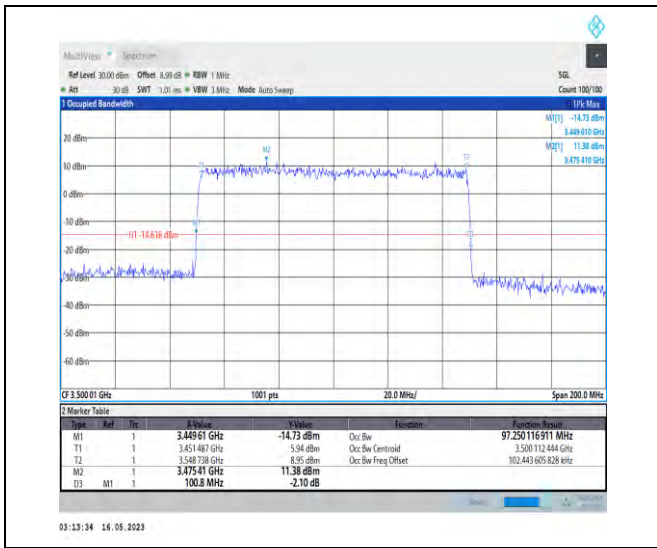 MultiView Spectrum
Ref Level 30.00 dBm Offset 8.99 dB RBW 1 MHz SGL
Att 30 dB SWT 1.01 ms VBW 3 MHz Mode Auto Sweep Count 100/100
1 Occupied Bandwidth 1Pk Max
M1[1] -14.73 dBm
3.449 610 GHz
M2[1] 11.38 dBm
3.475 410 GHz
20 dBm
M2
10 dBm
0 dBm
-10 dBm
H1 -14.616 dBm
-20 dBm
-30 dBm
-40 dBm
-50 dBm
-60 dBm
CF 3.500 01 GHz 1001 pts 20.0 MHz/ Span 200.0 MHz
2 Marker Table
Type Ref Trc X-Value Y-Value Function Function Result
M1 1 3.449 61 GHz -14.73 dBm Occ Bw 97.250 116 911 MHz
T1 1 3.451 487 GHz 5.94 dBm Occ Bw Centroid 3.500 112 444 GHz
T2 1 3.548 738 GHz 8.95 dBm Occ Bw Freq Offset 102.443 605 828 kHz
M2 1 3.475 41 GHz 11.38 dBm
D3 M1 1 100.8 MHz -2.10 dB
03:13:34 16.05.2023